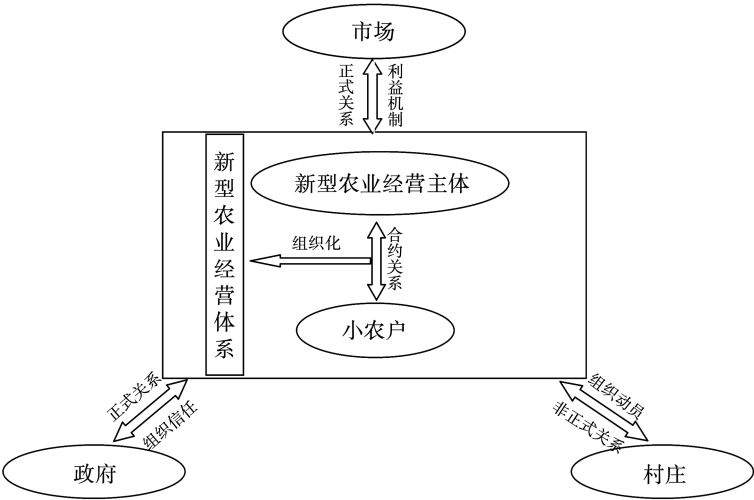 市场
正式关系
利益机制
新型农业经营体系
新型农业经营主体
组织化
合约关系
小农户
正式关系
组织信任
组织动员
非正式关系
政府
村庄